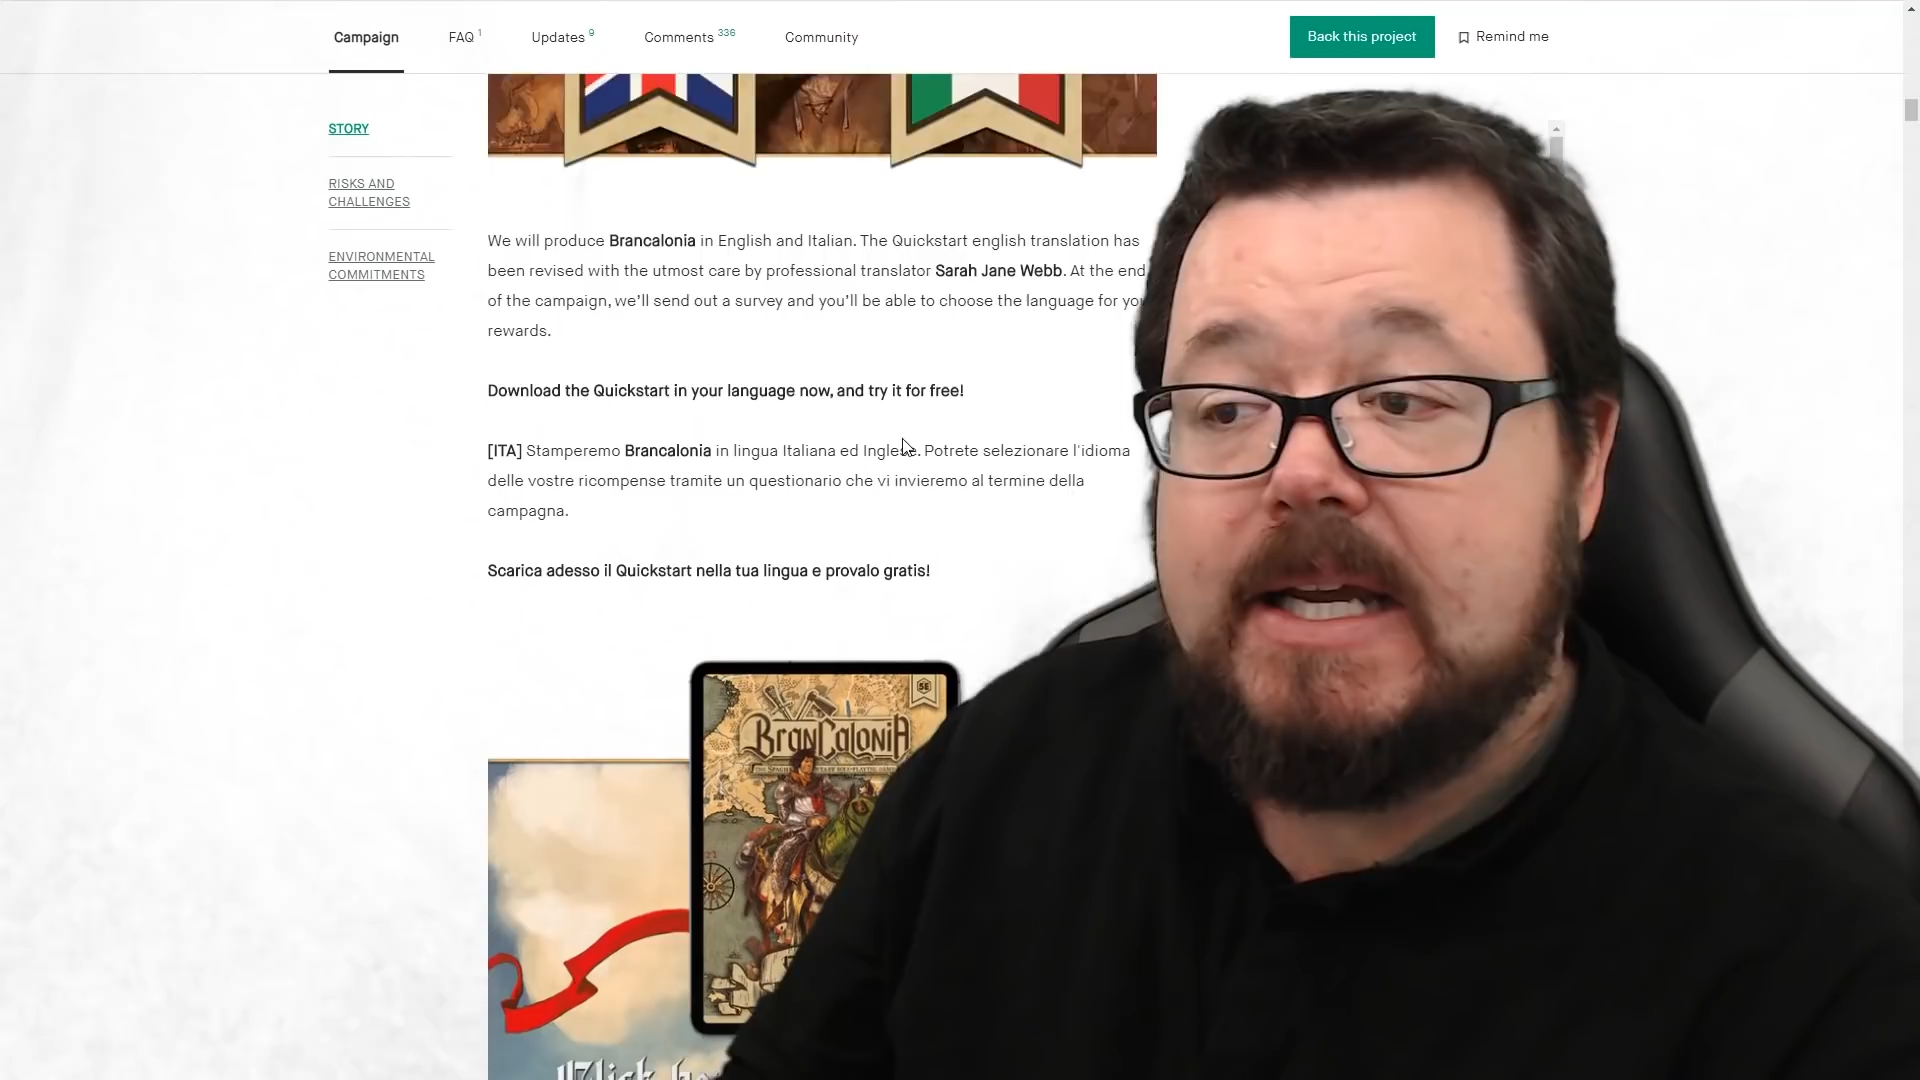 Campaign
FAQ 1
Updates 9
Comments 336
Community
Back this project
Remind me
STORY
RISKS AND
CHALLENGES
ENVIRONMENTAL
COMMITMENTS
We will produce Brancalonia in English and Italian. The Quickstart english translation has
been revised with the utmost care by professional translator Sarah Jane Webb. At the end
of the campaign, we'll send out a survey and you'll be able to choose the language for
rewards.
Download the Quickstart in your language now, and try it for free!
[ITA] Stamperemo Brancalonia in lingua Italiana ed Inglese. Potrete selezionare l'idioma
delle vostre ricompense tramite un questionario che vi invieremo al termine della
campagna.
Scarica adesso il Quickstart nella tua lingua e provalo gratis!
5E
BranCaloniA
Click